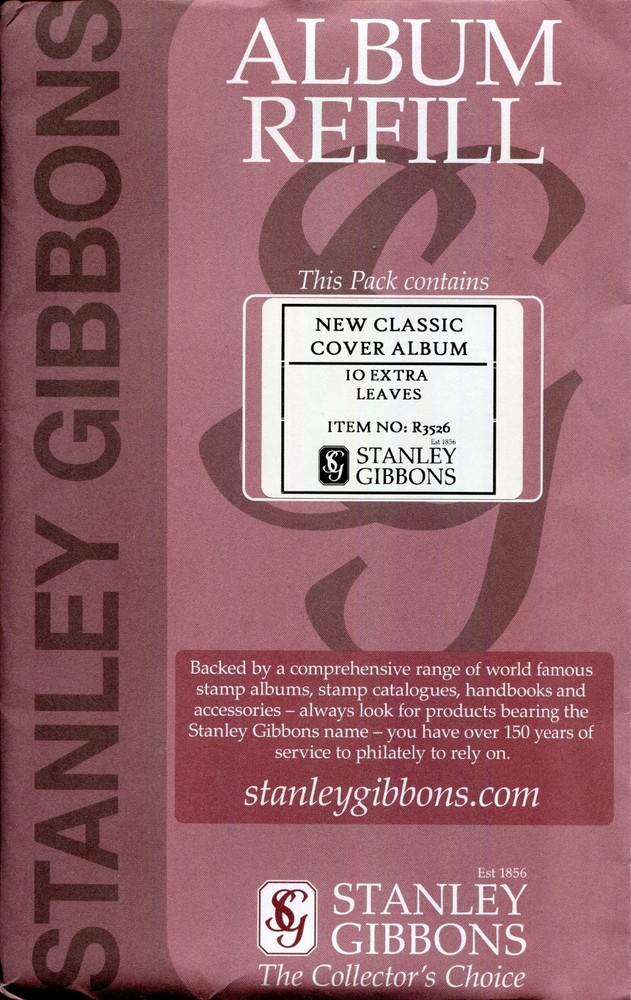 STANLEY GIBBONS
ALBUM
REFILL
This Pack contains
NEW CLASSIC
COVER ALBUM
10 EXTRA
LEAVES
ITEM NO: R3526
Est 1856
SG STANLEY
GIBBONS
Backed by a comprehensive range of world famous
stamp albums, stamp catalogues, handbooks and
accessories – always look for products bearing the
Stanley Gibbons name – you have over 150 years of
service to philately to rely on.
stanleygibbons.com
Est 1856
SG STANLEY
GIBBONS
The Collector's Choice